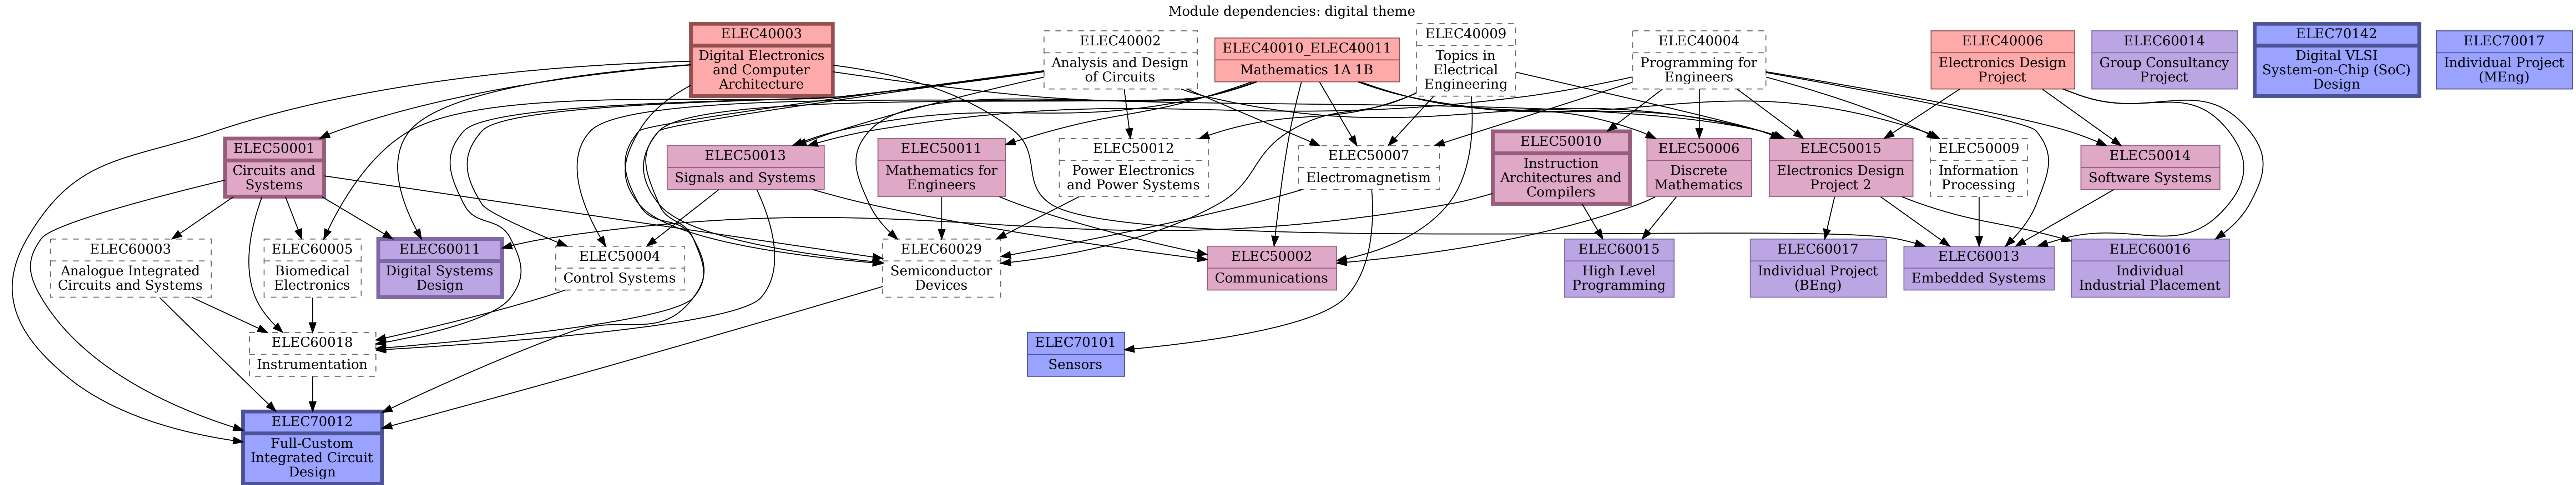 Module dependencies: digital theme
ELEC40003
Digital Electronics
and Computer
Architecture
ELEC40002
Analysis and Design
of Circuits
ELEC40010_ELEC40011
Mathematics 1A 1B
ELEC40009
Topics in
Electrical
Engineering
ELEC40004
Programming for
Engineers
ELEC40006
Electronics Design
Project
ELEC60014
Group Consultancy
Project
ELEC70142
Digital VLSI
System-on-Chip (SoC)
Design
ELEC70017
Individual Project
(MEng)
ELEC50001
Circuits and
Systems
ELEC50013
Signals and Systems
ELEC50011
Mathematics for
Engineers
ELEC50012
Power Electronics
and Power Systems
ELEC50007
Electromagnetism
ELEC50010
Instruction
Architectures and
Compilers
ELEC50006
Discrete
Mathematics
ELEC50015
Electronics Design
Project 2
ELEC50009
Information
Processing
ELEC50014
Software Systems
ELEC60003
Analogue Integrated
Circuits and Systems
ELEC60005
Biomedical
Electronics
ELEC60011
Digital Systems
Design
ELEC50004
Control Systems
ELEC60029
Semiconductor
Devices
ELEC50002
Communications
ELEC60015
High Level
Programming
ELEC60017
Individual Project
(BEng)
ELEC60013
Embedded Systems
ELEC60016
Individual
Industrial Placement
ELEC60018
Instrumentation
ELEC70101
Sensors
ELEC70012
Full-Custom
Integrated Circuit
Design